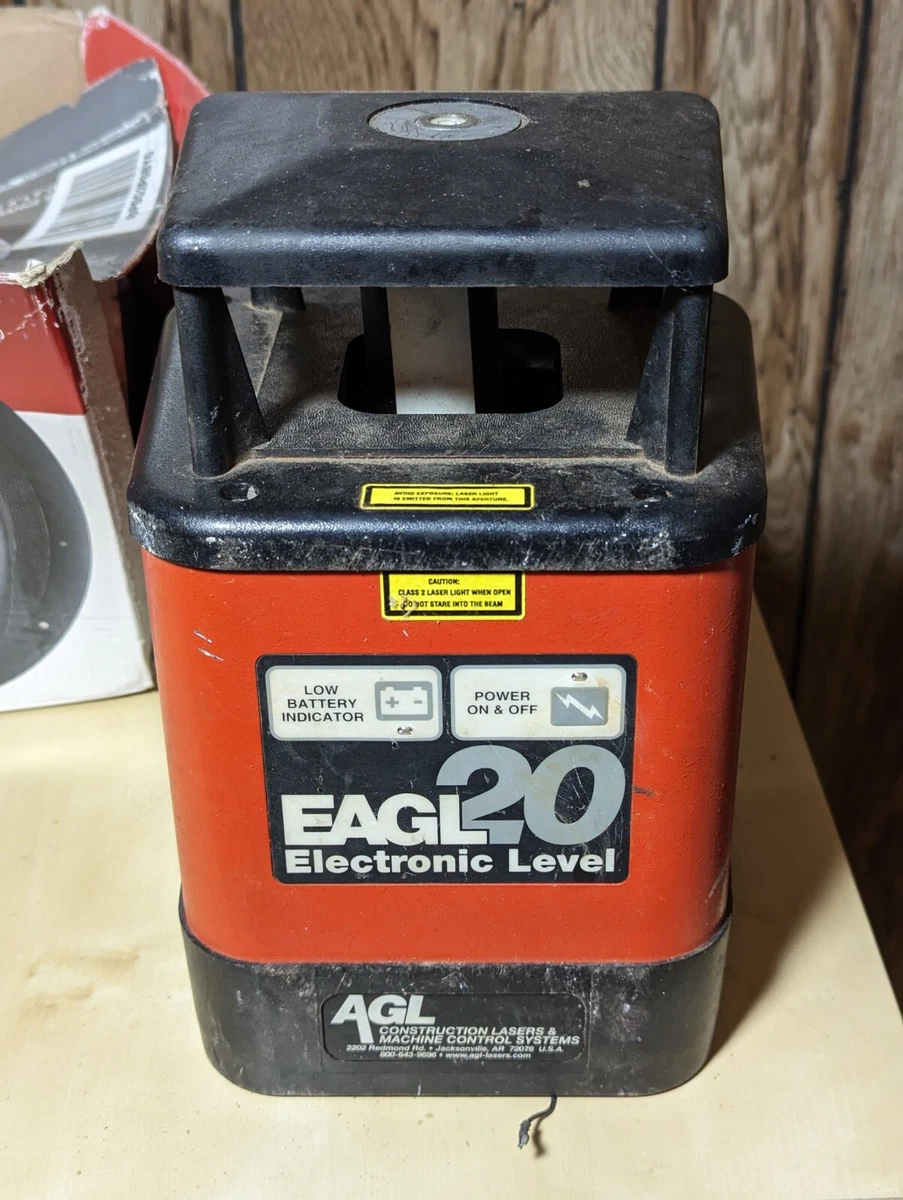 AVOID EXPOSURE: LASER LIGHT
IS EMITTED FROM THIS APERTURE.
CAUTION:
CLASS 2 LASER LIGHT WHEN OPEN
DO NOT STARE INTO THE BEAM
LOW
BATTERY
INDICATOR
+ -
POWER
ON & OFF
EAGL20
Electronic Level
AGL
CONSTRUCTION LASERS &
MACHINE CONTROL SYSTEMS
2202 Redmond Rd. • Jacksonville, AR 72076 U.S.A.
800-643-9696 • www.agl-lasers.com